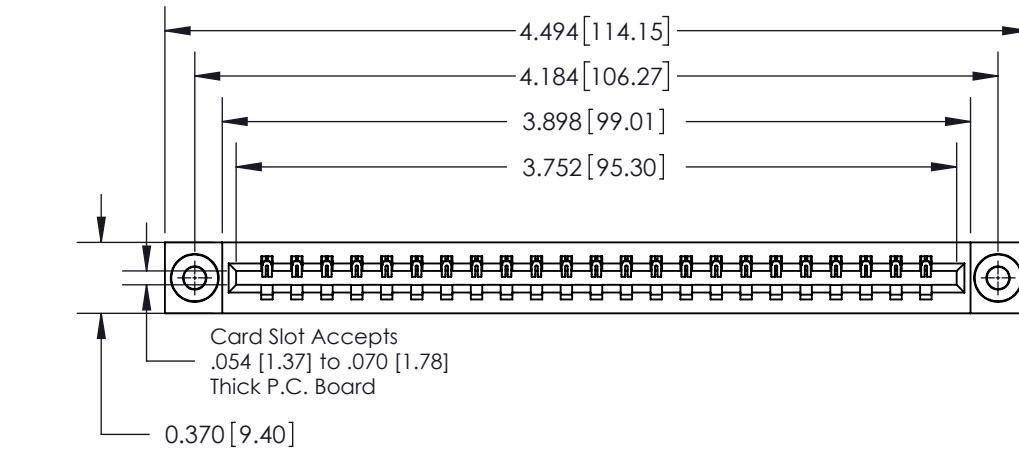 4.494[114.15]
4.184[106.27]
3.898[99.01]
3.752[95.30]
Card Slot Accepts
.054 [1.37] to .070 [1.78]
Thick P.C. Board
0.370[9.40]